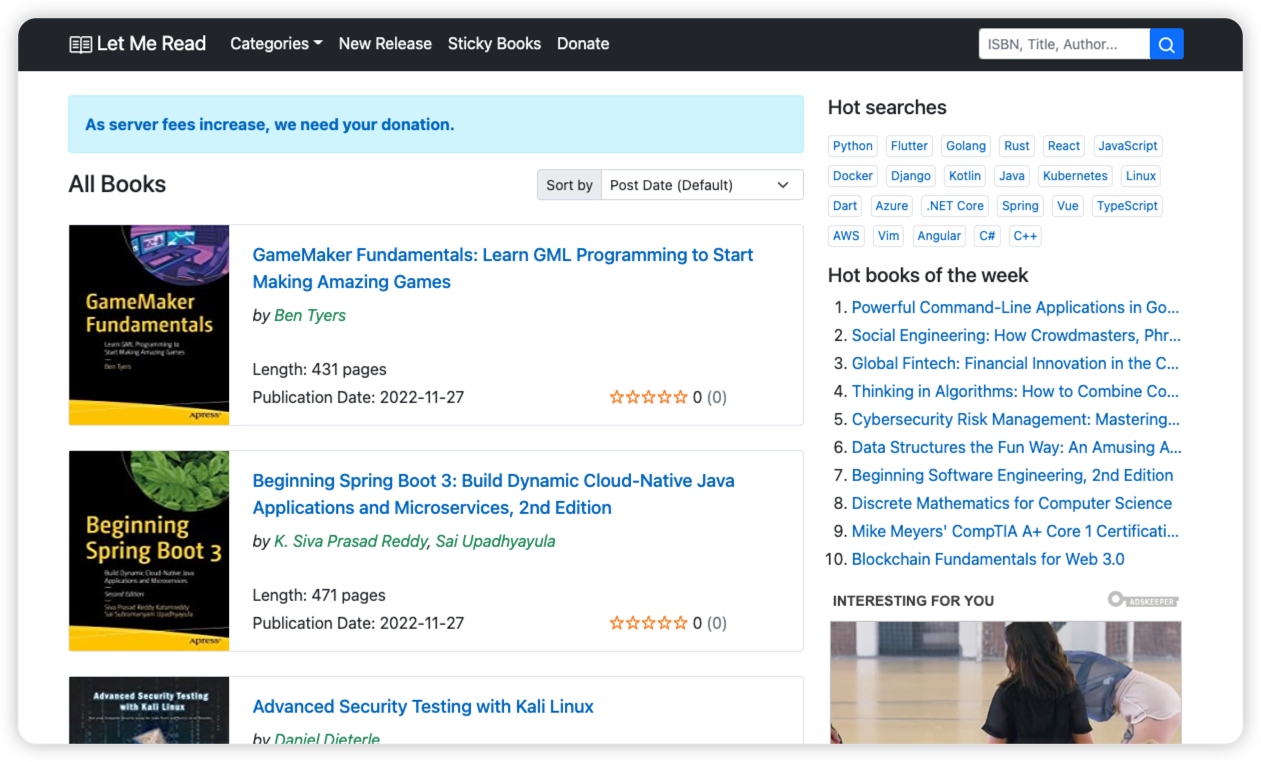 Let Me Read
Categories
New Release
Sticky Books
Donate
ISBN, Title, Author...
As server fees increase, we need your donation.
All Books
Sort by
Post Date (Default)
GameMaker
Fundamentals
Learn GML Programming to
Start Making Amazing Games
Ben Tyers
Apress
GameMaker Fundamentals: Learn GML Programming to Start
Making Amazing Games
by Ben Tyers
Length: 431 pages
Publication Date: 2022-11-27
0 (0)
Beginning
Spring Boot 3
Build Dynamic Cloud-Native Java
Applications and Microservices
Second Edition
Siva Prasad Reddy Katamreddy
Sai Subramanyam Upadhyayula
Apress
Beginning Spring Boot 3: Build Dynamic Cloud-Native Java
Applications and Microservices, 2nd Edition
by K. Siva Prasad Reddy, Sai Upadhyayula
Length: 471 pages
Publication Date: 2022-11-27
0 (0)
Advanced Security Testing
with Kali Linux
Advanced Security Testing with Kali Linux
by Daniel Dieterle
Hot searches
Python Flutter Golang Rust React JavaScript
Docker Django Kotlin Java Kubernetes Linux
Dart Azure .NET Core Spring Vue TypeScript
AWS Vim Angular C# C++
Hot books of the week
1. Powerful Command-Line Applications in Go...
2. Social Engineering: How Crowdmasters, Phr...
3. Global Fintech: Financial Innovation in the C...
4. Thinking in Algorithms: How to Combine Co...
5. Cybersecurity Risk Management: Mastering...
6. Data Structures the Fun Way: An Amusing A...
7. Beginning Software Engineering, 2nd Edition
8. Discrete Mathematics for Computer Science
9. Mike Meyers' CompTIA A+ Core 1 Certificati...
10. Blockchain Fundamentals for Web 3.0
INTERESTING FOR YOU
ADSKEEPER